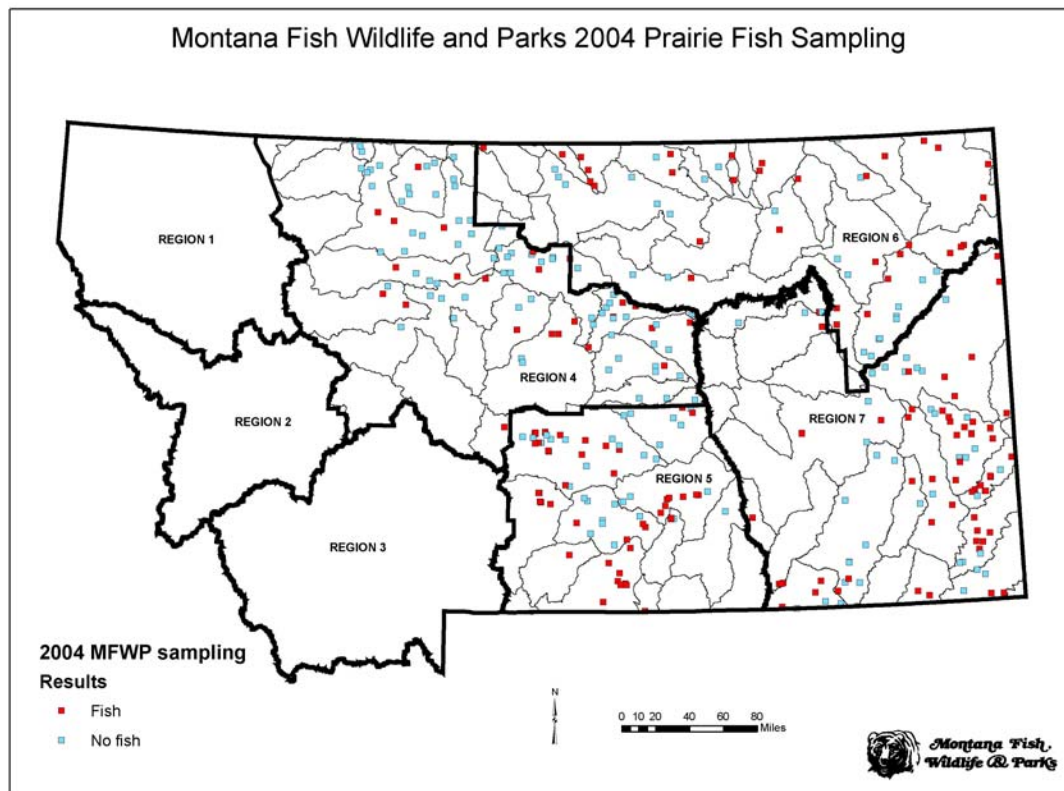 Montana Fish Wildlife and Parks 2004 Prairie Fish Sampling
REGION 1
REGION 6
REGION 4
REGION 2
REGION 7
REGION 5
REGION 3
2004 MFWP sampling
Results
Fish
No fish
N
0 10 20 40 60 80
Miles
Montana Fish,
Wildlife & Parks